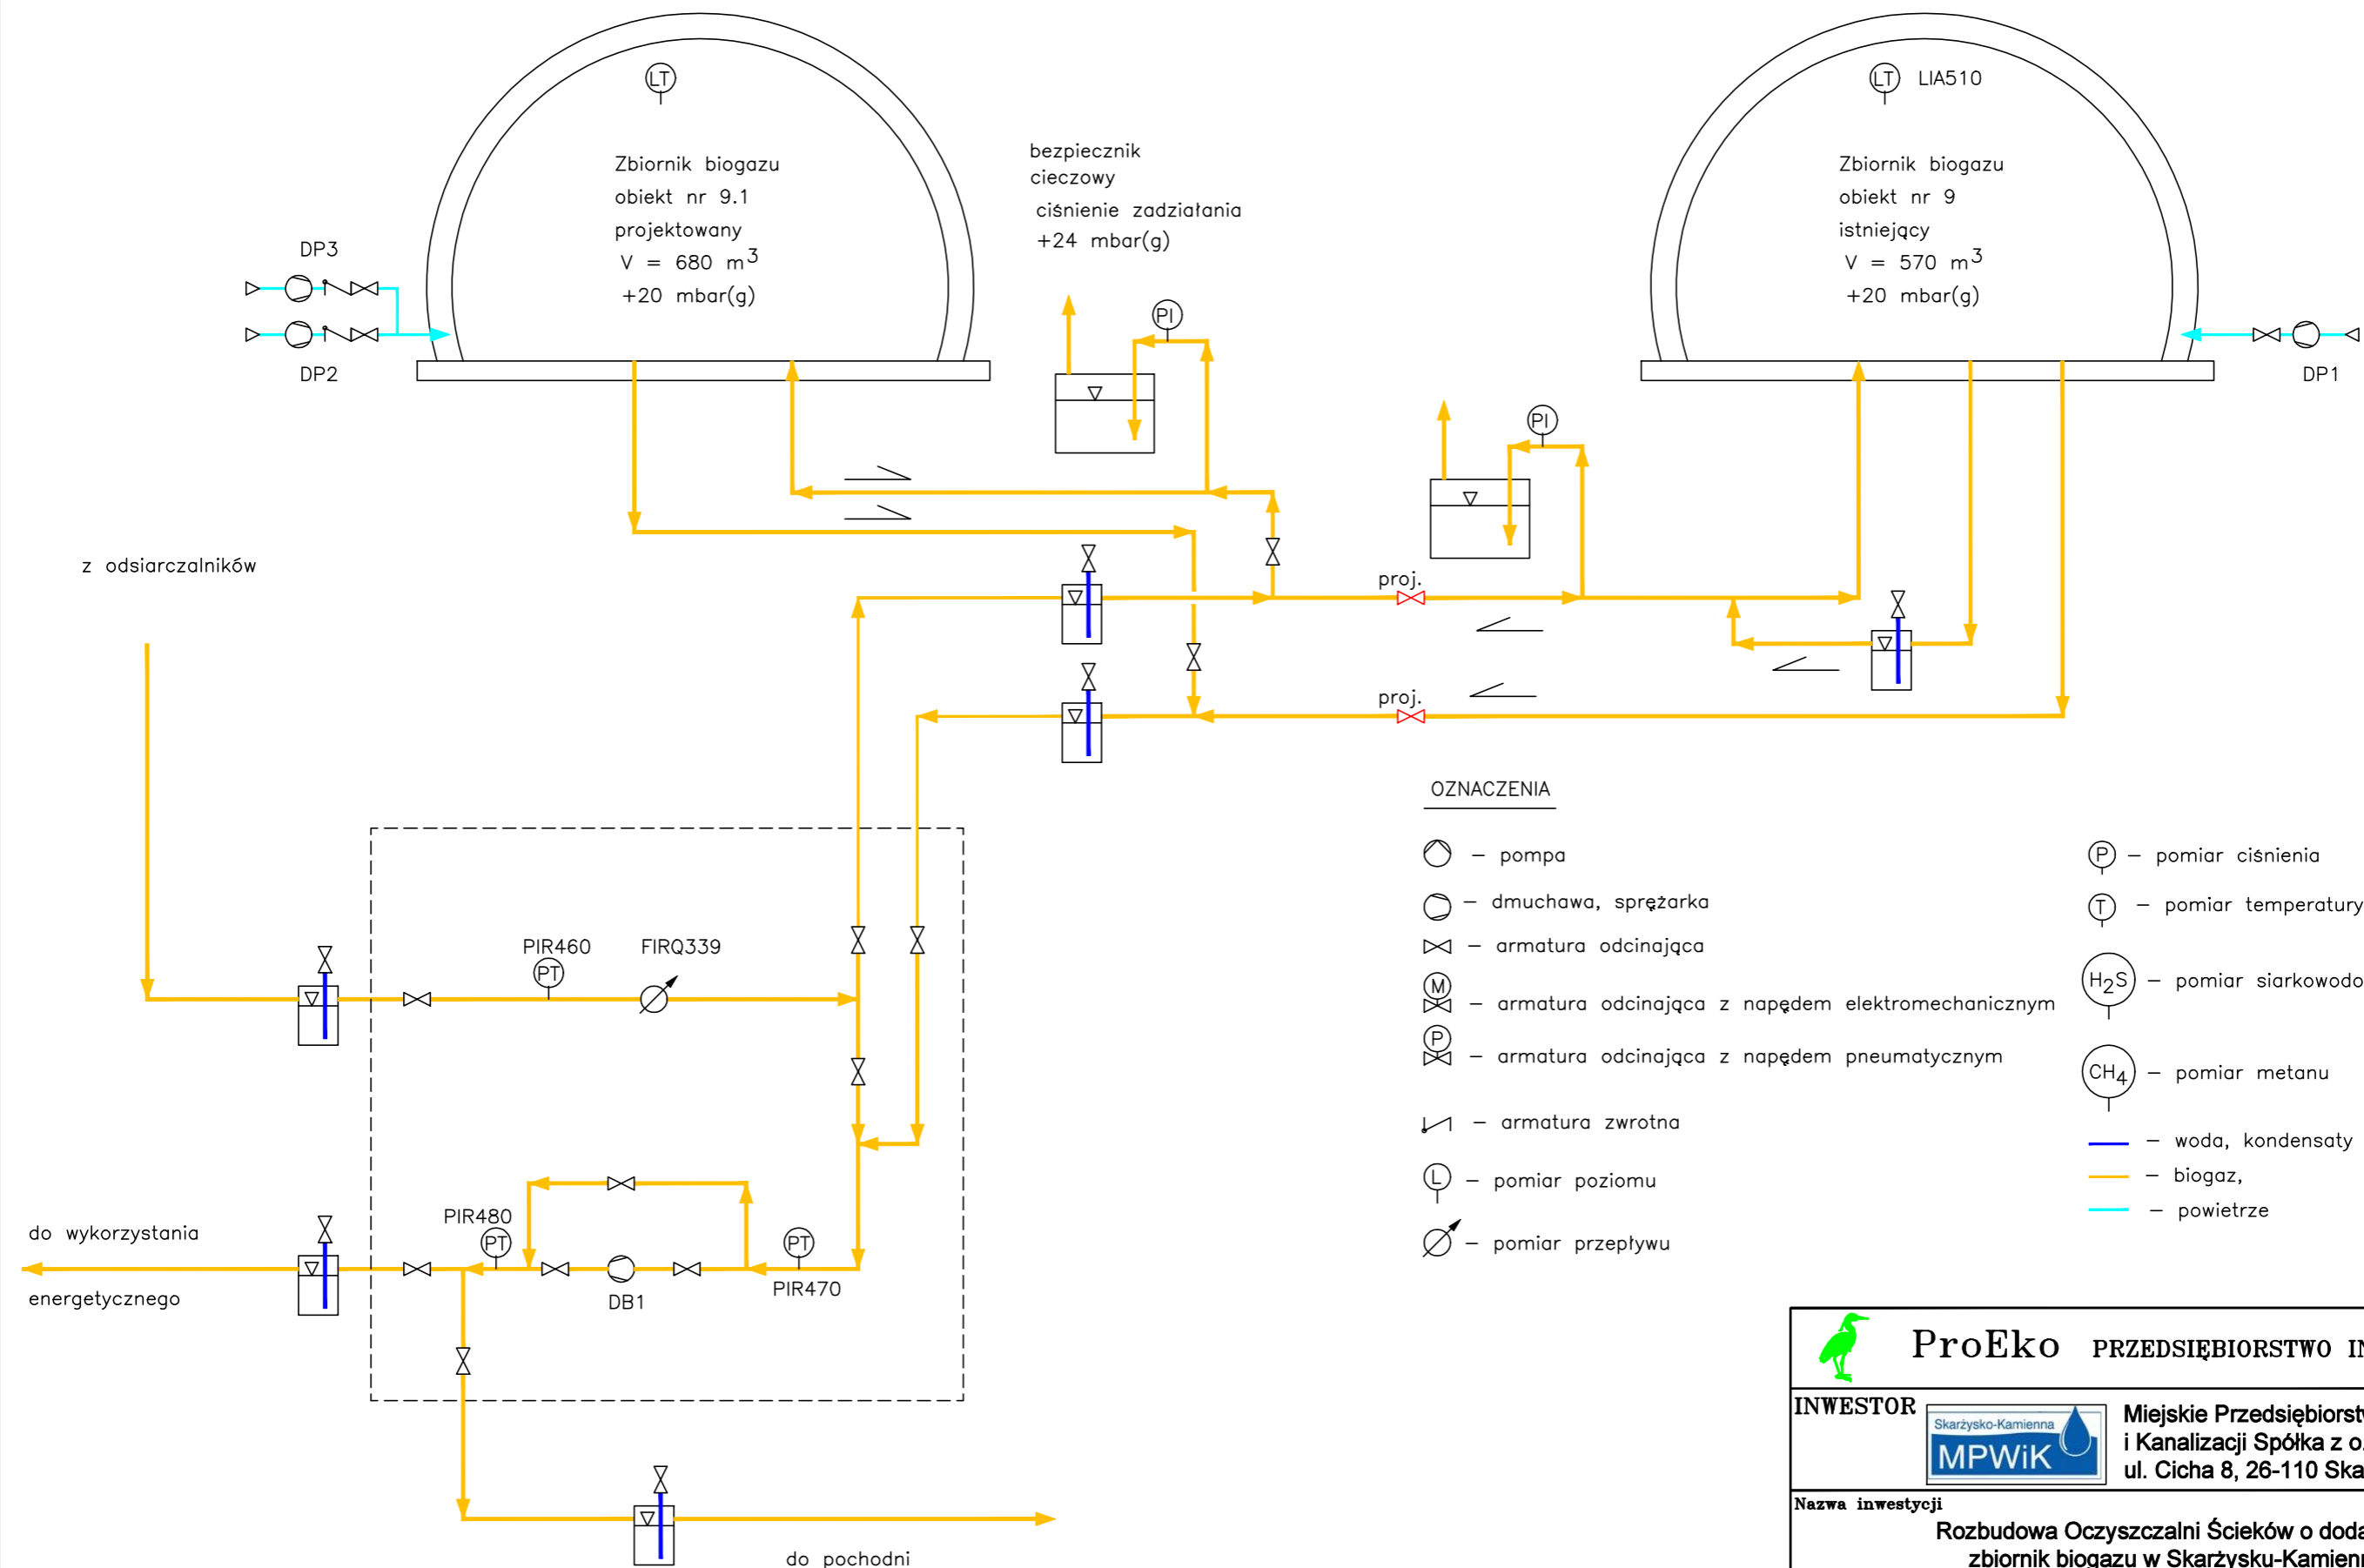 LT
Zbiornik biogazu
obiekt nr 9.1
projektowany
V = 680 m³
+20 mbar(g)
DP3
DP2
bezpiecznik
cieczowy
ciśnienie zadziałania
+24 mbar(g)
PI
LT LIA510
Zbiornik biogazu
obiekt nr 9
istniejący
V = 570 m³
+20 mbar(g)
DP1
PI
z odsiarczalników
proj.
proj.
PIR460
FIRQ339
PT
PIR480
PT
PT
DB1
PIR470
do wykorzystania
energetycznego
do pochodni
OZNACZENIA
– pompa
– dmuchawa, sprężarka
– armatura odcinająca
M – armatura odcinająca z napędem elektromechanicznym
P – armatura odcinająca z napędem pneumatycznym
– armatura zwrotna
L – pomiar poziomu
– pomiar przepływu
P – pomiar ciśnienia
T – pomiar temperatury
H₂S – pomiar siarkowodo
CH₄ – pomiar metanu
– woda, kondensaty
– biogaz,
– powietrze
ProEko PRZEDSIĘBIORSTWO IN
INWESTOR
Skarżysko-Kamienna
MPWiK
Miejskie Przedsiębiorstw
i Kanalizacji Spółka z o.
ul. Cicha 8, 26-110 Ska
Nazwa inwestycji
Rozbudowa Oczyszczalni Ścieków o doda
zbiornik biogazu w Skarżysku-Kamienn